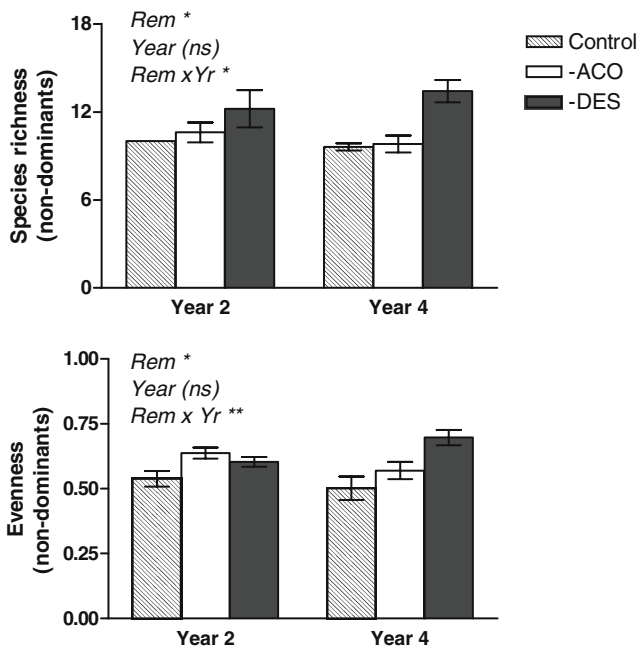 Species richness
(non-dominants)
18
12
6
0
Rem *
Year (ns)
Rem xYr *
Year 2
Year 4
Control
-ACO
-DES
Evenness
(non-dominants)
1.00
0.75
0.50
0.25
0.00
Rem *
Year (ns)
Rem x Yr **
Year 2
Year 4